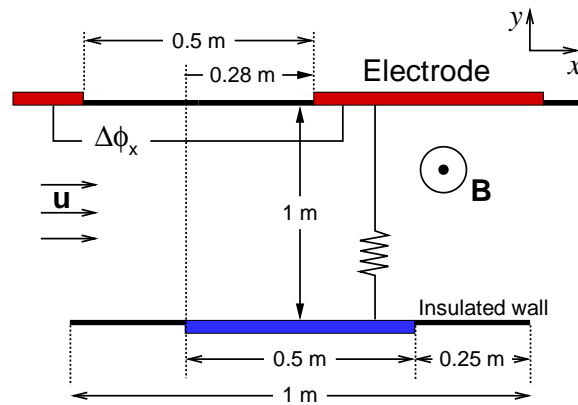 y
x
0.5 m
0.28 m
Electrode
Δϕx
u
B
1 m
Insulated wall
0.5 m
0.25 m
1 m